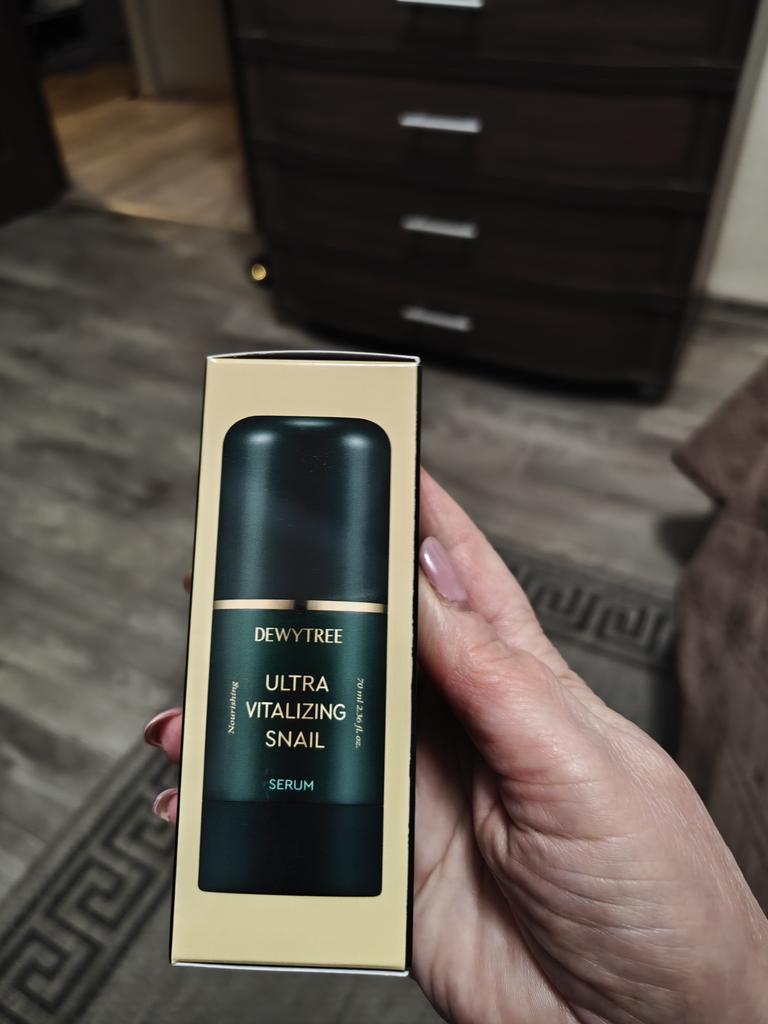 DEWYTREE
ULTRA
VITALIZING
SNAIL
Nourishing
70 ml 2.36 fl. oz.
SERUM